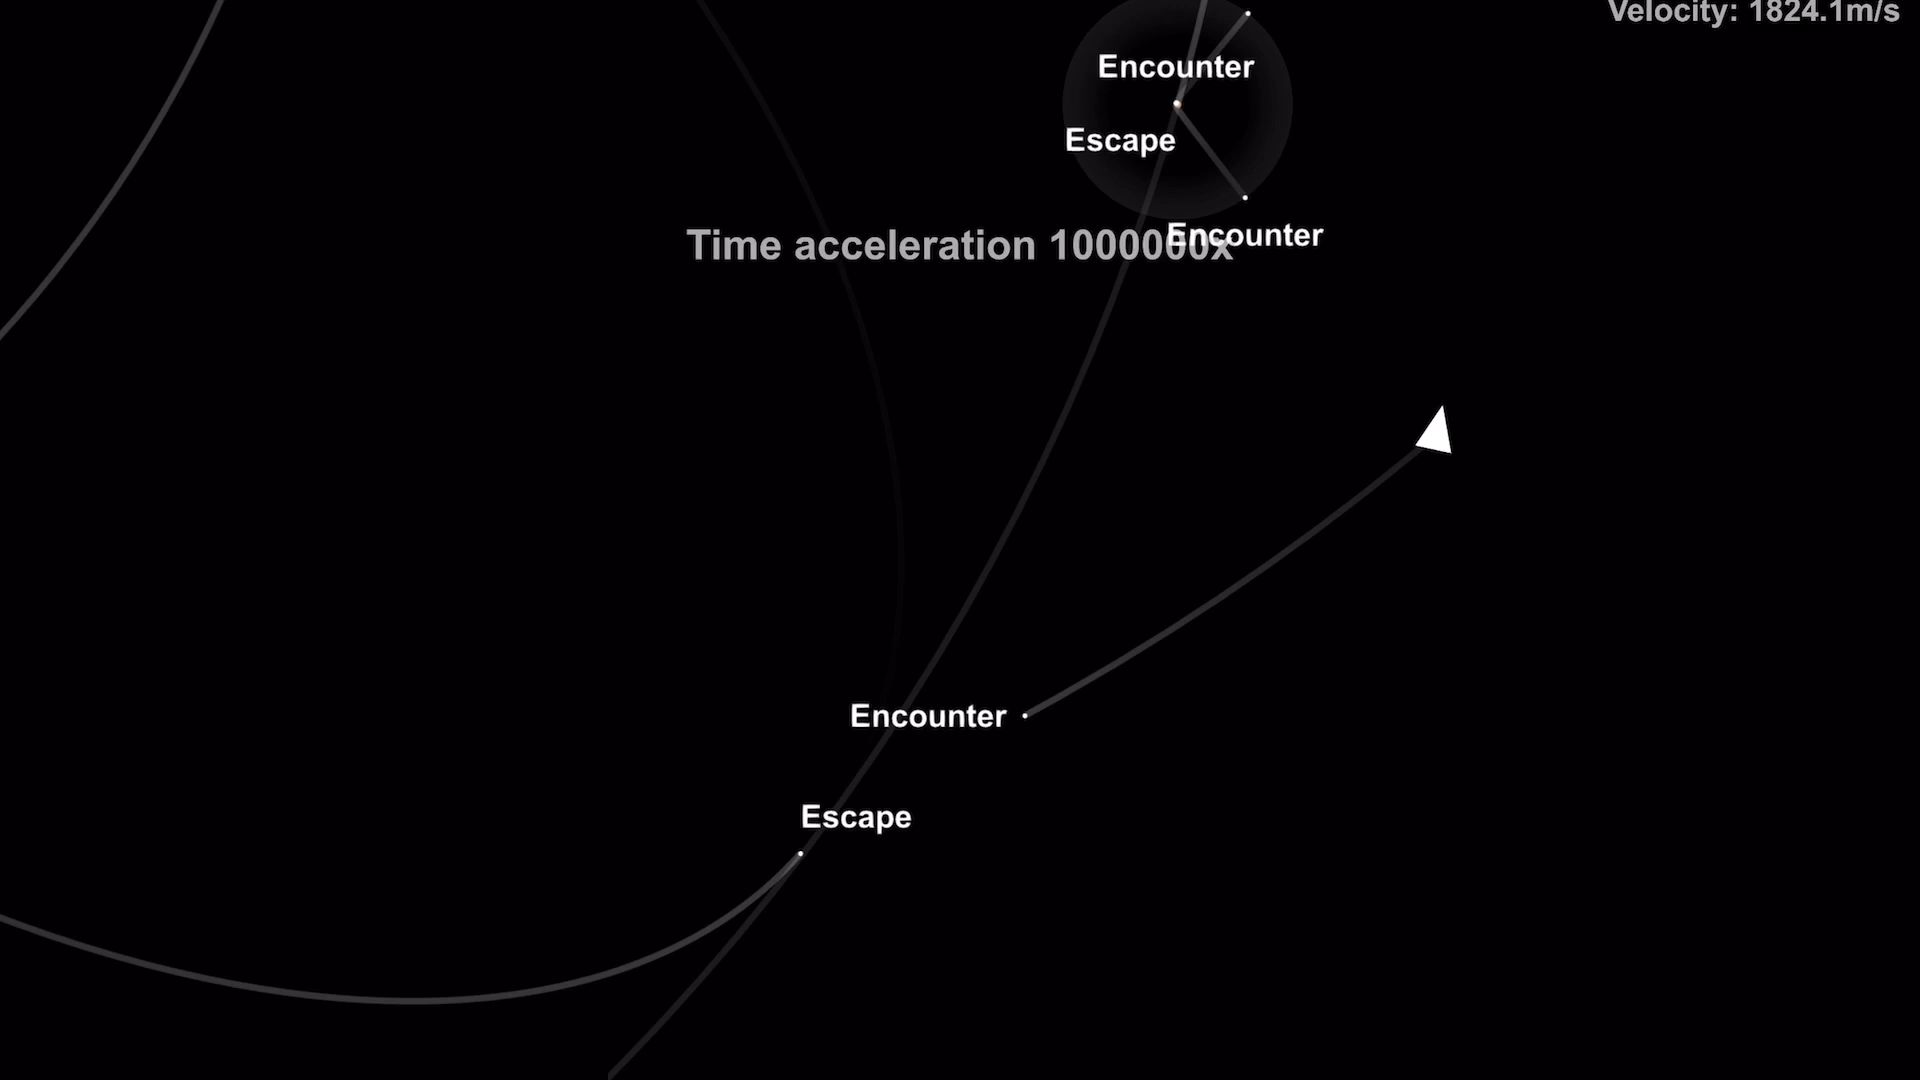 Velocity: 1824.1m/s
Encounter
Escape
Encounter
Time acceleration 1000000x
Encounter
Escape